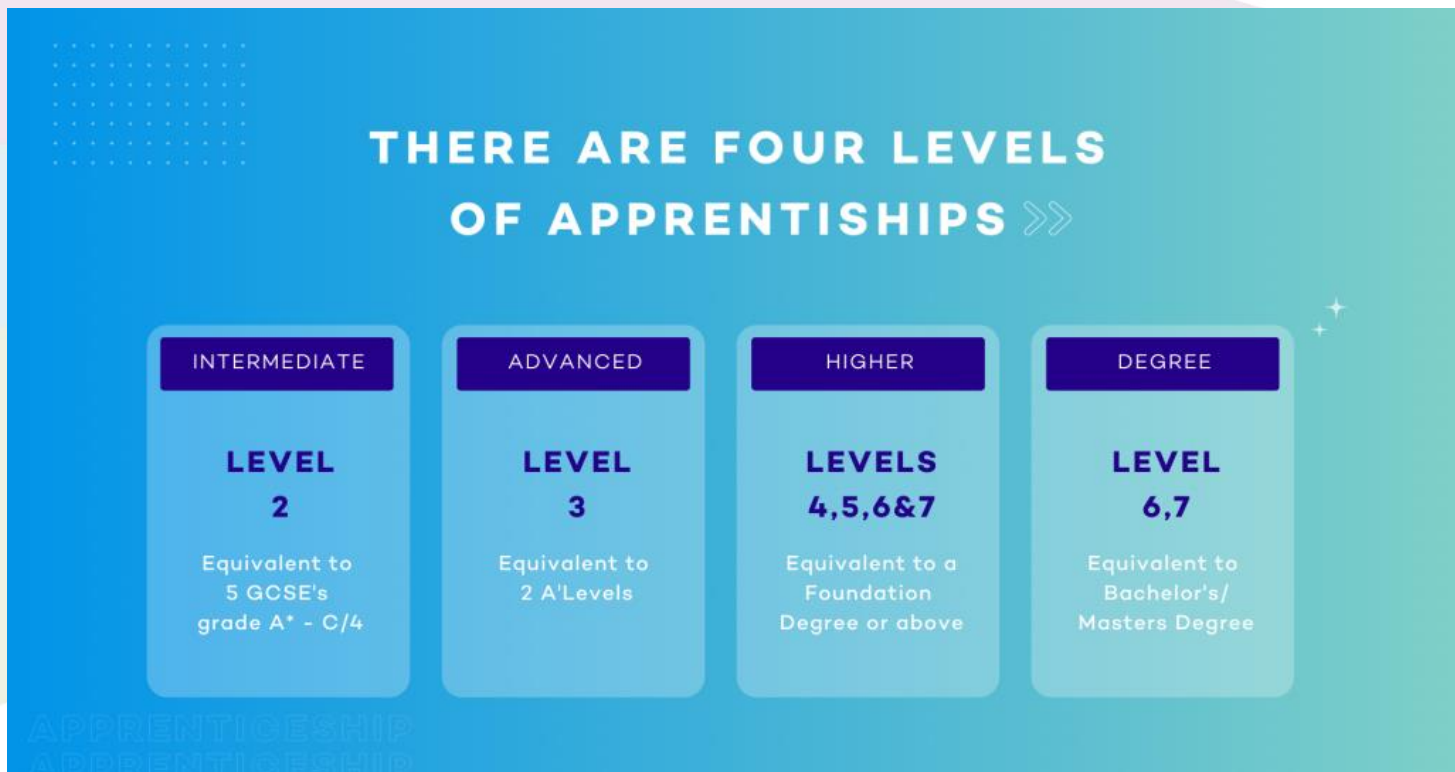 THERE ARE FOUR LEVELS
OF APPRENTISHIPS
INTERMEDIATE
LEVEL
2
Equivalent to
5 GCSE's
grade A* - C/4
ADVANCED
LEVEL
3
Equivalent to
2 A'Levels
HIGHER
LEVELS
4,5,6&7
Equivalent to a
Foundation
Degree or above
DEGREE
LEVEL
6,7
Equivalent to
Bachelor's/
Masters Degree
APPRENTICESHIP
APPRENTICESHIP